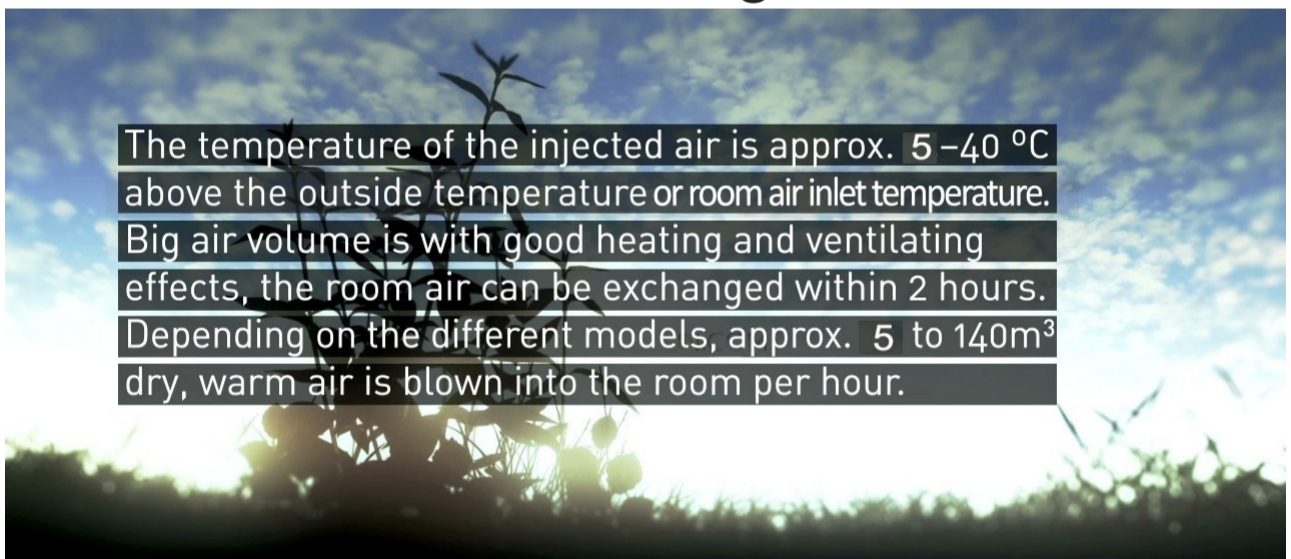 The temperature of the injected air is approx. 5–40 ⁰C
above the outside temperature or room air inlet temperature.
Big air volume is with good heating and ventilating
effects, the room air can be exchanged within 2 hours.
Depending on the different models, approx. 5 to 140m³
dry, warm air is blown into the room per hour.